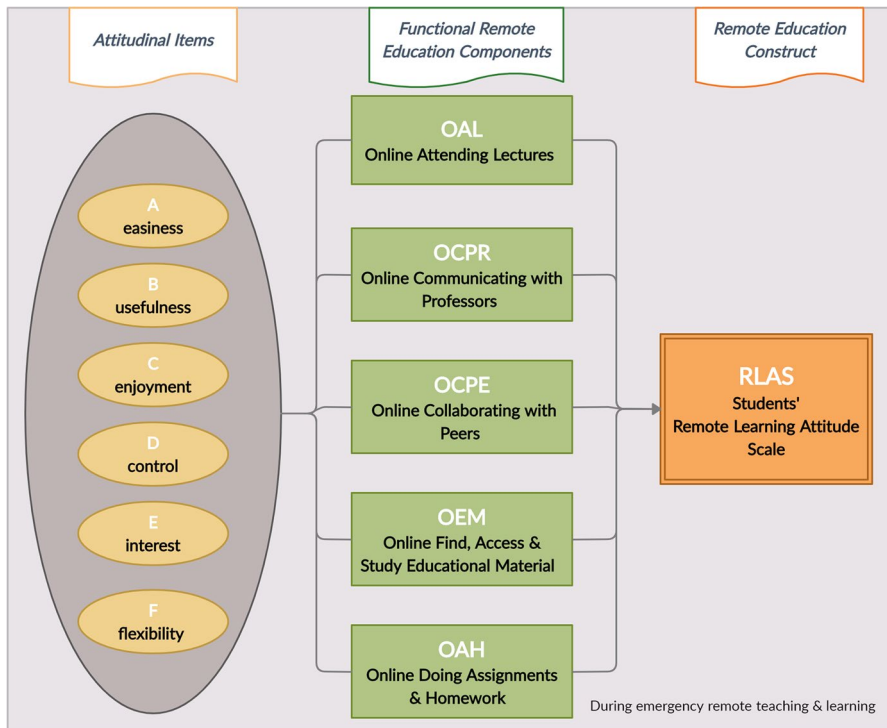 Attitudinal Items
Functional Remote
Education Components
Remote Education
Construct
A
easiness
B
usefulness
C
enjoyment
D
control
E
interest
F
flexibility
OAL
Online Attending Lectures
OCPR
Online Communicating with
Professors
OCPE
Online Collaborating with
Peers
OEM
Online Find, Access &
Study Educational Material
OAH
Online Doing Assignments
& Homework
RLAS
Students'
Remote Learning Attitude
Scale
During emergency remote teaching & learning